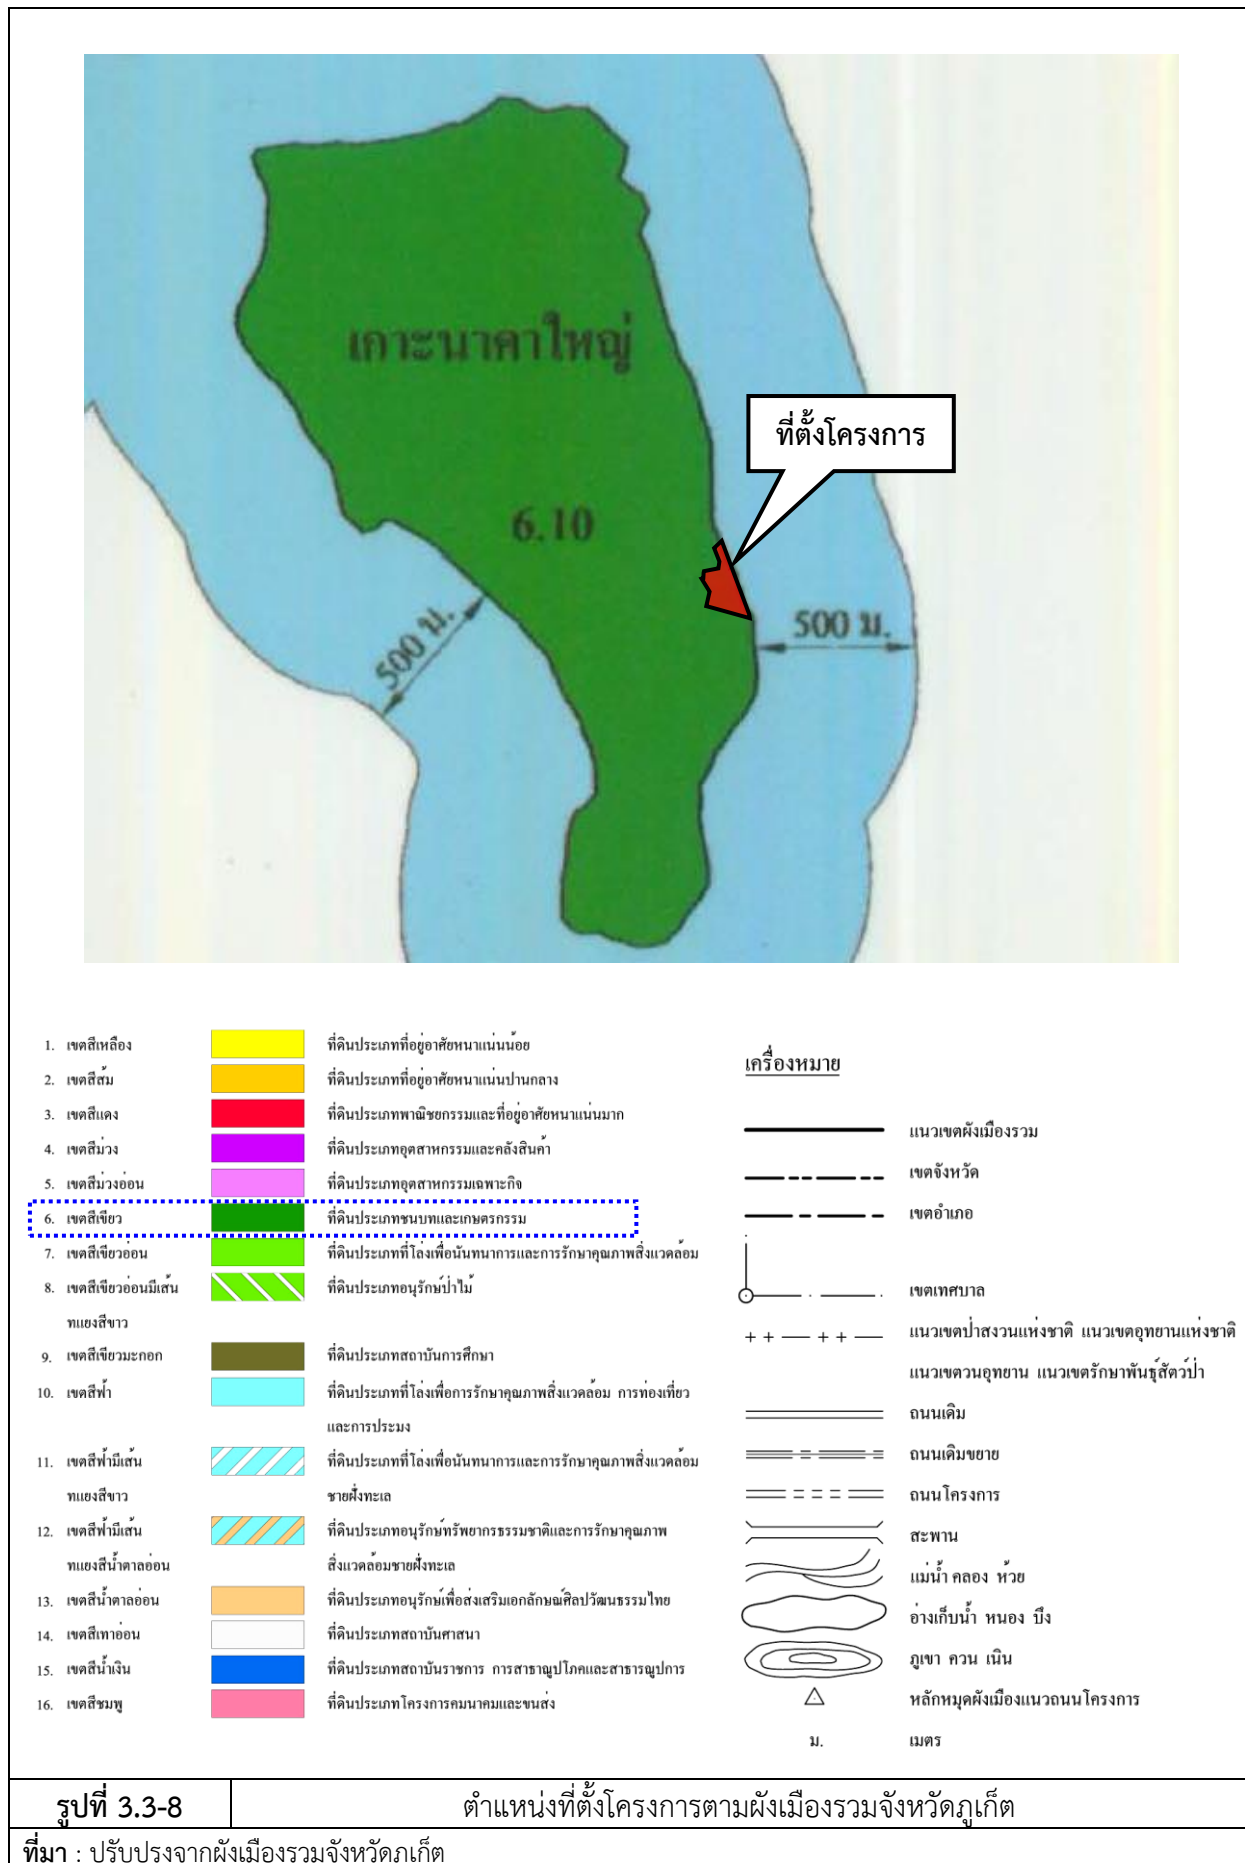 เกาะนาคาใหญ่
ที่ตั้งโครงการ
6.10
500 ม.
500 ม.
1. เขตสีเหลือง ที่ดินประเภทที่อยู่อาศัยหนาแน่นน้อย
2. เขตสีส้ม ที่ดินประเภทที่อยู่อาศัยหนาแน่นปานกลาง
3. เขตสีแดง ที่ดินประเภทพาณิชยกรรมและที่อยู่อาศัยหนาแน่นมาก
4. เขตสีม่วง ที่ดินประเภทอุตสาหกรรมและคลังสินค้า
5. เขตสีม่วงอ่อน ที่ดินประเภทอุตสาหกรรมเฉพาะกิจ
6. เขตสีเขียว ที่ดินประเภทชนบทและเกษตรกรรม
7. เขตสีเขียวอ่อน ที่ดินประเภทที่โล่งเพื่อนันทนาการและการรักษาคุณภาพสิ่งแวดล้อม
8. เขตสีเขียวอ่อนมีเส้น ที่ดินประเภทอนุรักษ์ป่าไม้
ทแยงสีขาว
9. เขตสีเขียวมะกอก ที่ดินประเภทสถาบันการศึกษา
10. เขตสีฟ้า ที่ดินประเภทที่โล่งเพื่อการรักษาคุณภาพสิ่งแวดล้อม การท่องเที่ยว
และการประมง
11. เขตสีฟ้ามีเส้น ที่ดินประเภทที่โล่งเพื่อนันทนาการและการรักษาคุณภาพสิ่งแวดล้อม
ทแยงสีขาว ชายฝั่งทะเล
12. เขตสีฟ้ามีเส้น ที่ดินประเภทอนุรักษ์ทรัพยากรธรรมชาติและการรักษาคุณภาพ
ทแยงสีน้ำตาลอ่อน สิ่งแวดล้อมชายฝั่งทะเล
13. เขตสีน้ำตาลอ่อน ที่ดินประเภทอนุรักษ์เพื่อส่งเสริมเอกลักษณ์ศิลปวัฒนธรรมไทย
14. เขตสีเทาอ่อน ที่ดินประเภทสถาบันศาสนา
15. เขตสีน้ำเงิน ที่ดินประเภทสถาบันราชการ การสาธาณูปโภคและสาธารณูปการ
16. เขตสีชมพู ที่ดินประเภทโครงการคมนาคมและขนส่ง
เครื่องหมาย
แนวเขตผังเมืองรวม
เขตจังหวัด
เขตอำเภอ
เขตเทศบาล
แนวเขตป่าสงวนแห่งชาติ แนวเขตอุทยานแห่งชาติ
แนวเขตวนอุทยาน แนวเขตรักษาพันธุ์สัตว์ป่า
ถนนเดิม
ถนนเดิมขยาย
ถนนโครงการ
สะพาน
แม่น้ำ คลอง ห้วย
อ่างเก็บน้ำ หนอง บึง
ภูเขา ควน เนิน
หลักหมุดผังเมืองแนวถนนโครงการ
ม. เมตร
รูปที่ 3.3-8 ตำแหน่งที่ตั้งโครงการตามผังเมืองรวมจังหวัดภูเก็ต
ที่มา : ปรับปรุงจากผังเมืองรวมจังหวัดภูเก็ต